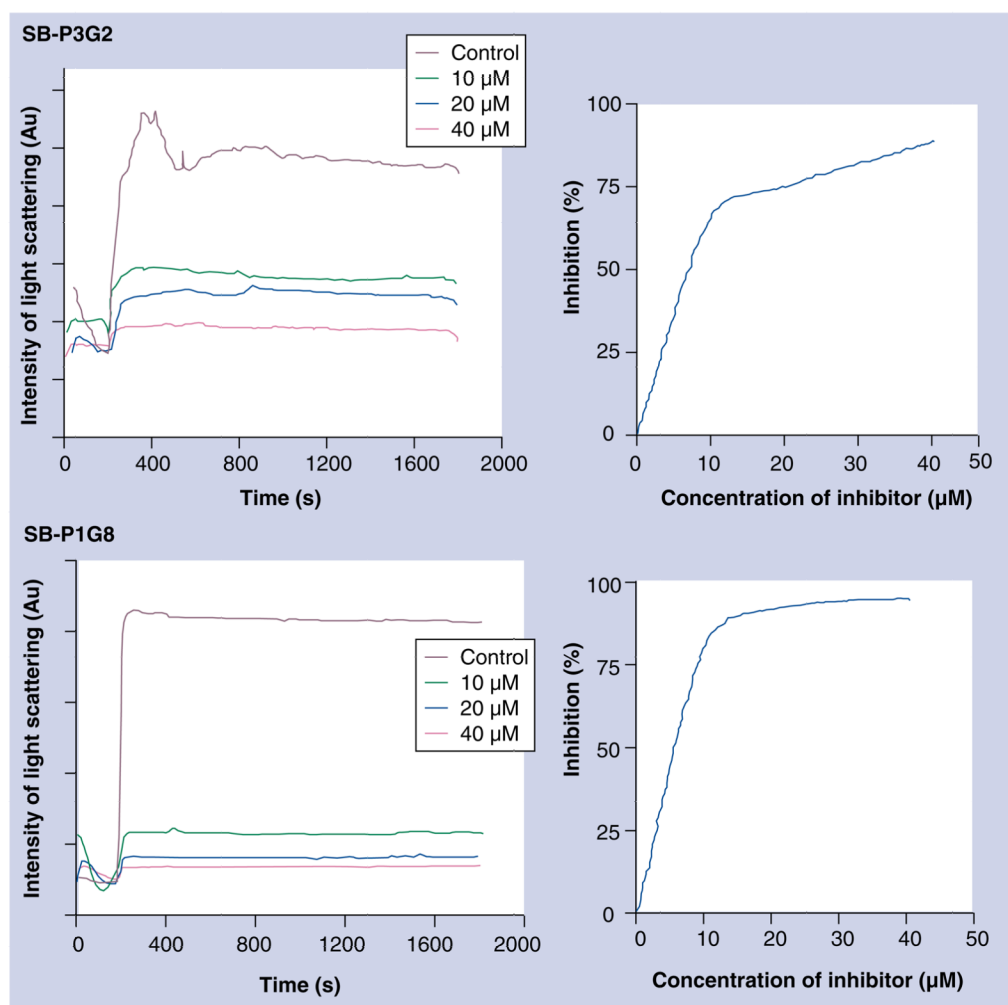 SB-P3G2
Control
10 µM
20 µM
40 µM
Intensity of light scattering (Au)
0 400 800 1200 1600 2000
Time (s)
100
75
50
25
0
Inhibition (%)
0 10 20 30 40 50
Concentration of inhibitor (µM)
SB-P1G8
Control
10 µM
20 µM
40 µM
Intensity of light scattering (Au)
0 400 800 1200 1600 2000
Time (s)
100
75
50
25
0
Inhibition (%)
0 10 20 30 40 50
Concentration of inhibitor (µM)